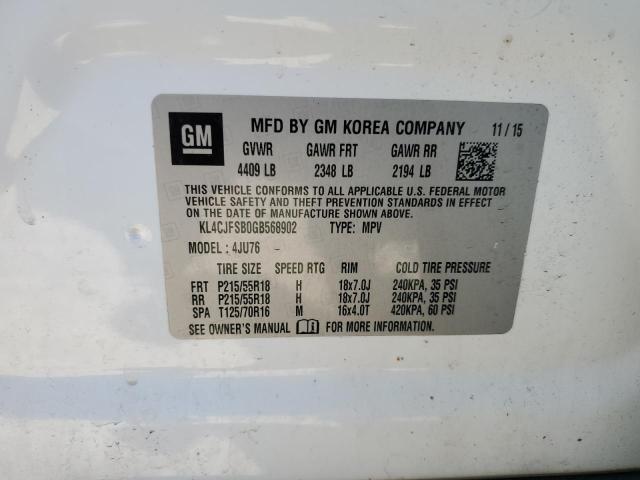 GM MFD BY GM KOREA COMPANY 11/15
GVWR GAWR FRT GAWR RR
4409 LB 2348 LB 2194 LB
THIS VEHICLE CONFORMS TO ALL APPLICABLE U.S. FEDERAL MOTOR
VEHICLE SAFETY AND THEFT PREVENTION STANDARDS IN EFFECT
ON THE DATE OF MANUFACTURE SHOWN ABOVE.
KL4CJFSB0GB568902 TYPE: MPV
MODEL: 4JU76
TIRE SIZE SPEED RTG RIM COLD TIRE PRESSURE
FRT P215/55R18 H 18x7.0J 240KPA, 35 PSI
RR P215/55R18 H 18x7.0J 240KPA, 35 PSI
SPA T125/70R16 M 16x4.0T 420KPA, 60 PSI
SEE OWNER'S MANUAL FOR MORE INFORMATION.